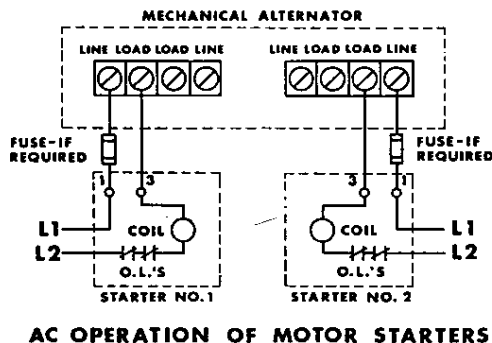 MECHANICAL ALTERNATOR
LINE LOAD LOAD LINE
LINE LOAD LOAD LINE
FUSE-IF
REQUIRED
FUSE-IF
REQUIRED
1 3
3 1
L1
COIL
COIL
L1
L2
L2
O.L.'S
O.L.'S
STARTER NO.1
STARTER NO. 2
AC OPERATION OF MOTOR STARTERS